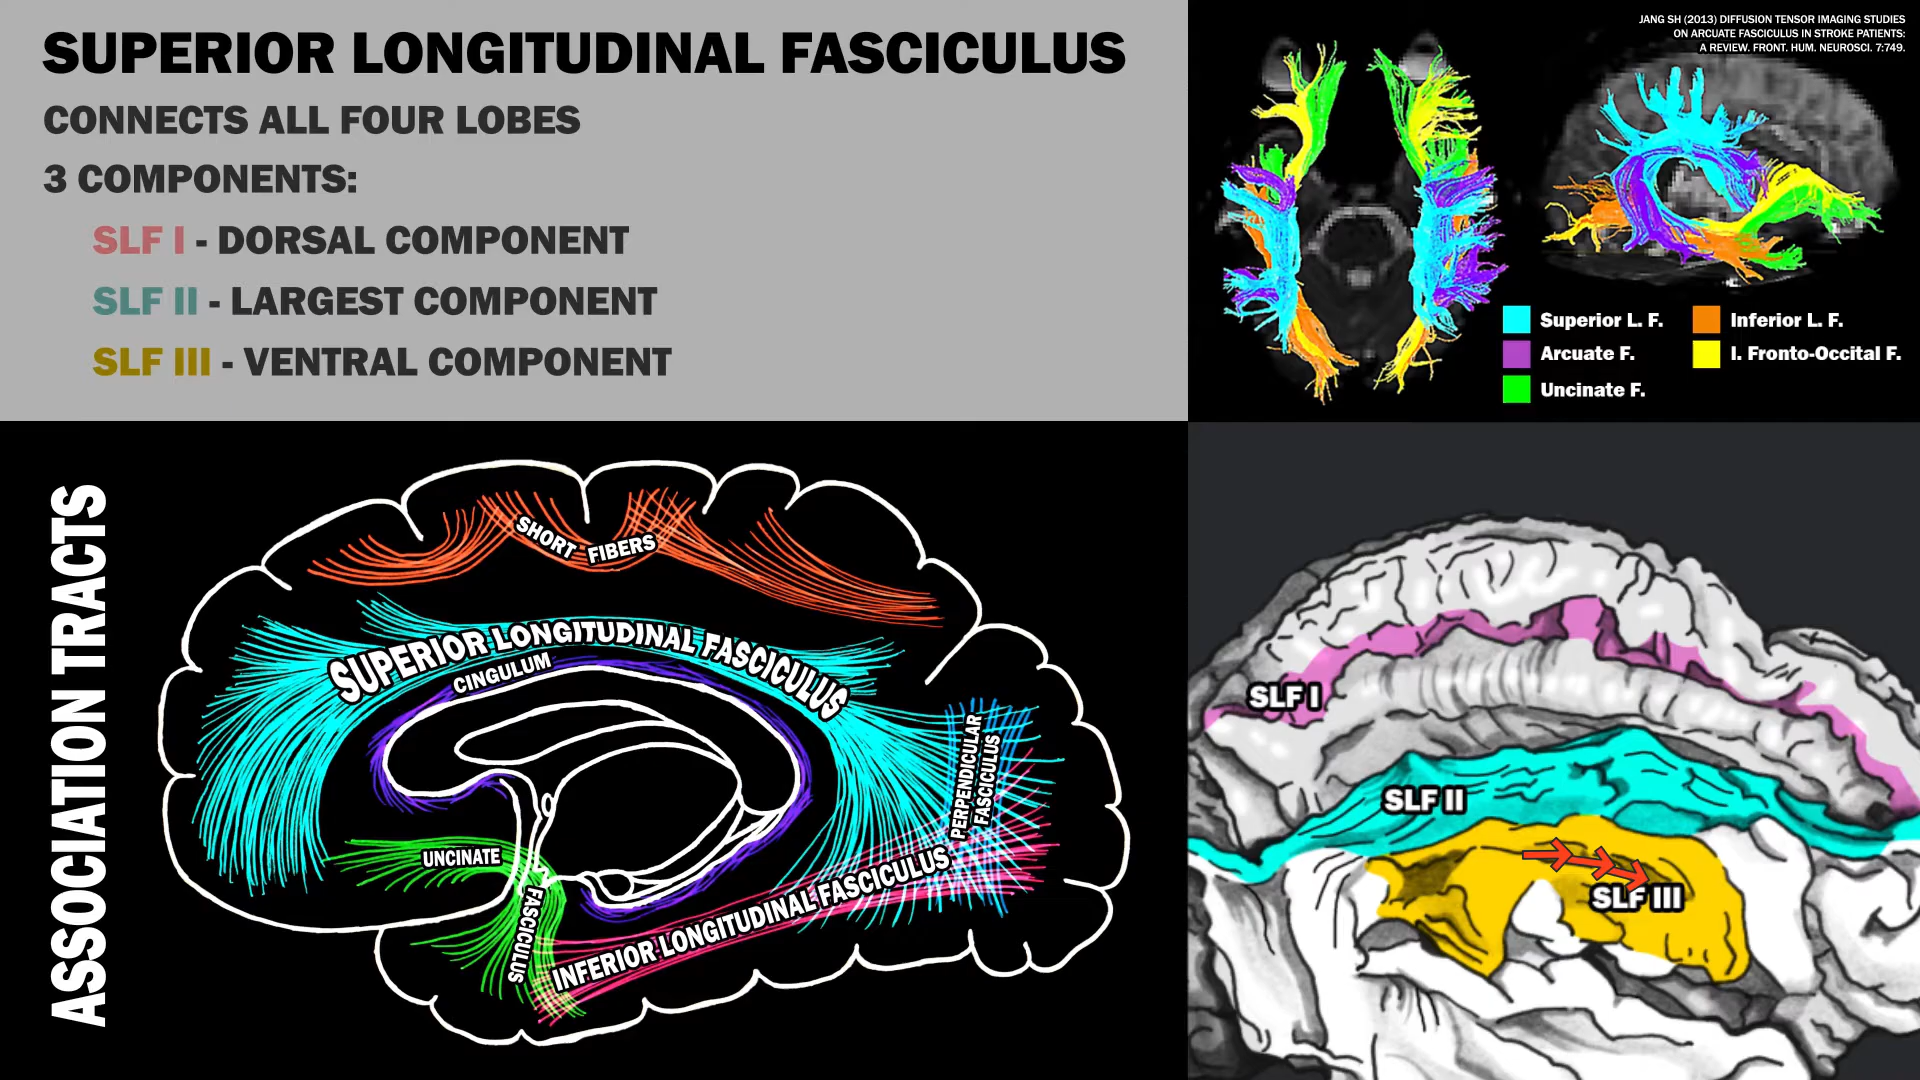 SUPERIOR LONGITUDINAL FASCICULUS
CONNECTS ALL FOUR LOBES
3 COMPONENTS:
SLF I - DORSAL COMPONENT
SLF II - LARGEST COMPONENT
SLF III - VENTRAL COMPONENT
JANG SH (2013) DIFFUSION TENSOR IMAGING STUDIES
ON ARCUATE FASCICULUS IN STROKE PATIENTS:
A REVIEW. FRONT. HUM. NEUROSCI. 7:749.
Superior L. F.
Inferior L. F.
Arcuate F.
I. Fronto-Occital F.
Uncinate F.
ASSOCIATION TRACTS
SHORT FIBERS
SUPERIOR LONGITUDINAL FASCICULUS
CINGULUM
PERPENDICULAR
FASCICULUS
UNCINATE
FASCICULUS
INFERIOR LONGITUDINAL FASCICULUS
SLF I
SLF II
SLF III